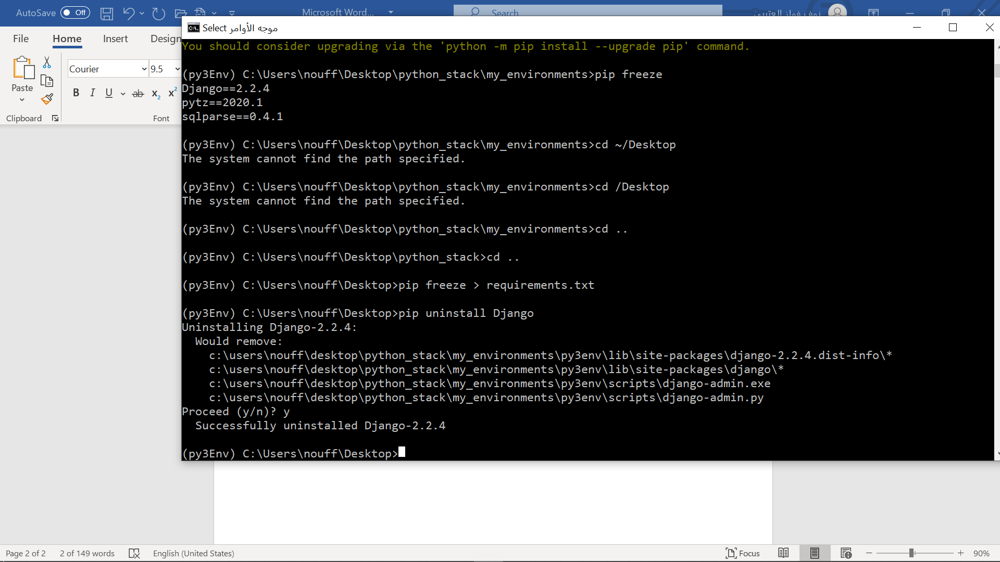 AutoSave Off Microsoft Word... Search نوف فواز العتيبي
Select موجه الأوامر
File Home Insert Design
Courier 9.5
Paste
B I U ab x₂ x²
Clipboard Font
You should consider upgrading via the 'python -m pip install --upgrade pip' command.
(py3Env) C:\Users\nouff\Desktop\python_stack\my_environments>pip freeze
Django==2.2.4
pytz==2020.1
sqlparse==0.4.1
(py3Env) C:\Users\nouff\Desktop\python_stack\my_environments>cd ~/Desktop
The system cannot find the path specified.
(py3Env) C:\Users\nouff\Desktop\python_stack\my_environments>cd /Desktop
The system cannot find the path specified.
(py3Env) C:\Users\nouff\Desktop\python_stack\my_environments>cd ..
(py3Env) C:\Users\nouff\Desktop\python_stack>cd ..
(py3Env) C:\Users\nouff\Desktop>pip freeze > requirements.txt
(py3Env) C:\Users\nouff\Desktop>pip uninstall Django
Uninstalling Django-2.2.4:
Would remove:
c:\users\nouff\desktop\python_stack\my_environments\py3env\lib\site-packages\django-2.2.4.dist-info\*
c:\users\nouff\desktop\python_stack\my_environments\py3env\lib\site-packages\django\*
c:\users\nouff\desktop\python_stack\my_environments\py3env\scripts\django-admin.exe
c:\users\nouff\desktop\python_stack\my_environments\py3env\scripts\django-admin.py
Proceed (y/n)? y
Successfully uninstalled Django-2.2.4
(py3Env) C:\Users\nouff\Desktop>
Page 2 of 2 2 of 149 words English (United States) Focus 90%